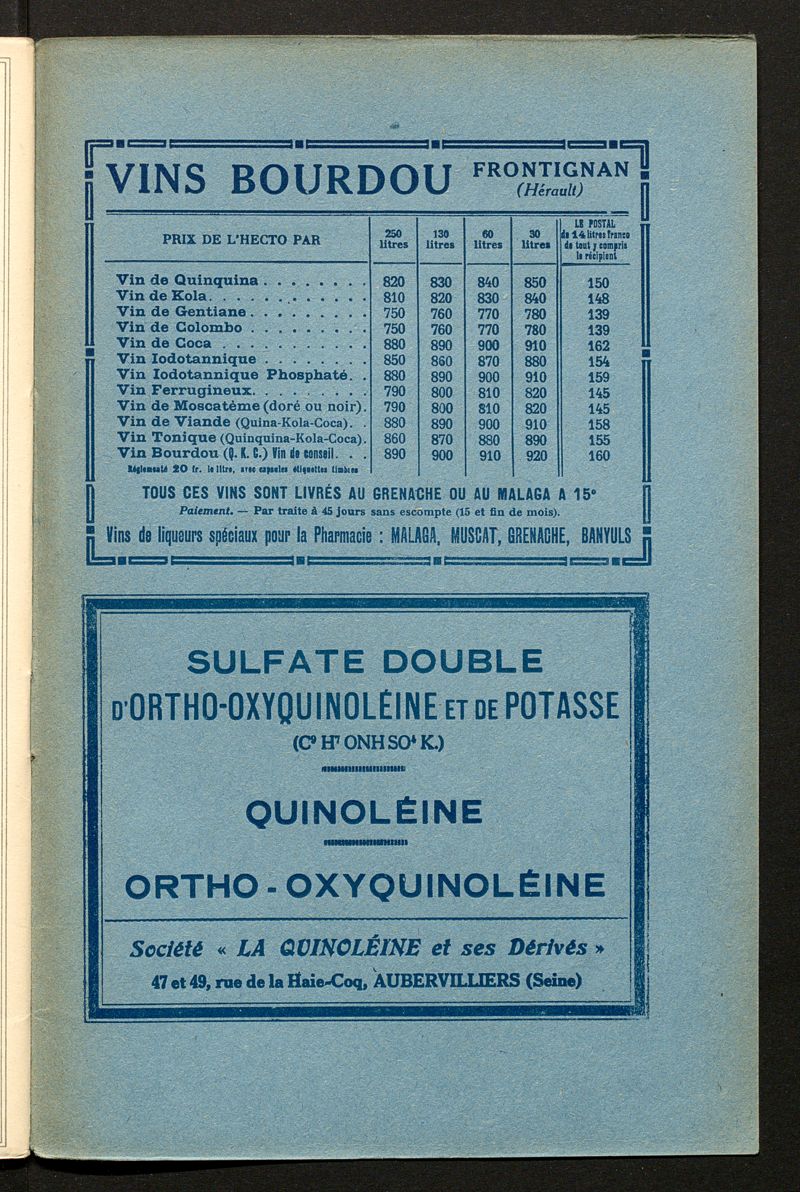 VINS BOURDOU FRONTIGNAN
(Hérault)
PRIX DE L'HECTO PAR 250 litres 130 litres 60 litres 30 litres LE POSTAL de 14 litres franco de tout y compris le récipient
Vin de Quinquina . . . . . . . . 820 830 840 850 150
Vin de Kola. . . . . . . . . . . . 810 820 830 840 148
Vin de Gentiane . . . . . . . . . 750 760 770 780 139
Vin de Colombo . . . . . . . . . 750 760 770 780 139
Vin de Coca . . . . . . . . . . . 880 890 900 910 162
Vin Iodotannique . . . . . . . . 850 860 870 880 154
Vin Iodotannique Phosphaté. . . 880 890 900 910 159
Vin Ferrugineux. . . . . . . . . 790 800 810 820 145
Vin de Moscatème (doré ou noir). 790 800 810 820 145
Vin de Viande (Quina-Kola-Coca). . . 880 890 900 910 158
Vin Tonique (Quinquina-Kola-Coca). 860 870 880 890 155
Vin Bourdou (Q. K. C.) Vin de conseil. . . 890 900 910 920 160
Réglementé 20 fr. le litre, avec capsules étiquettes timbres
TOUS CES VINS SONT LIVRÉS AU GRENACHE OU AU MALAGA A 15°
Paiement. — Par traite à 45 jours sans escompte (15 et fin de mois).
Vins de liqueurs spéciaux pour la Pharmacie : MALAGA, MUSCAT, GRENACHE, BANYULS
SULFATE DOUBLE
D'ORTHO-OXYQUINOLÉINE ET DE POTASSE
(C⁹ H⁷ ONH SO⁴ K.)
QUINOLÉINE
ORTHO - OXYQUINOLÉINE
Société « LA QUINOLÉINE et ses Dérivés »
47 et 49, rue de la Haie-Coq, AUBERVILLIERS (Seine)